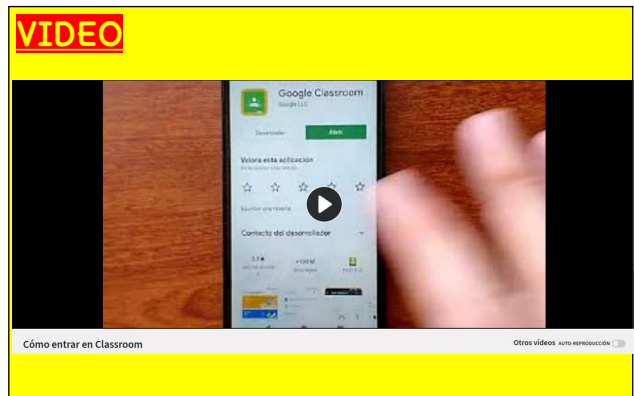 VIDEO
Google Classroom
Google LLC
Desinstalar Abrir
Valora esta aplicación
Escribir una reseña
Contacto del desarrollador
Cómo entrar en Classroom Otros vídeos AUTO-REPRODUCCIÓN